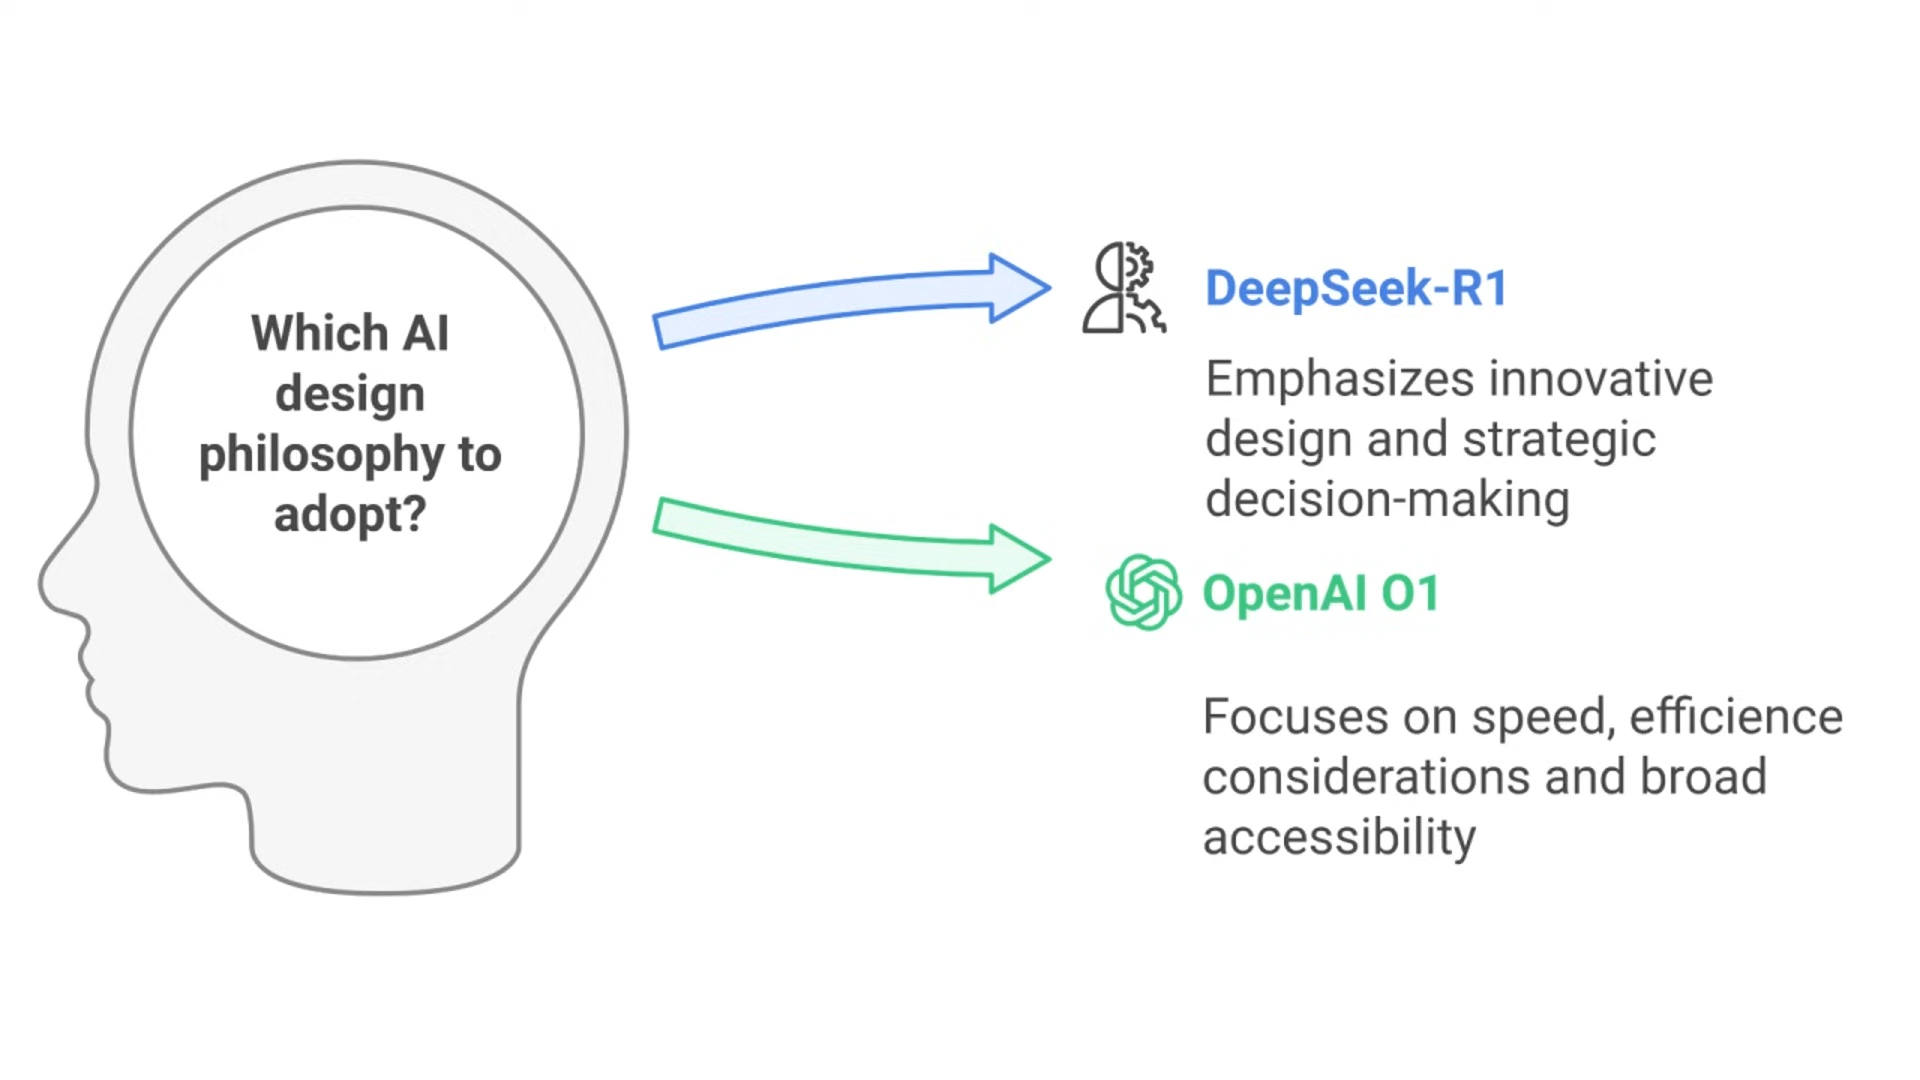 Which AI
design
philosophy to
adopt?
DeepSeek-R1
Emphasizes innovative
design and strategic
decision-making
OpenAI O1
Focuses on speed, efficience
considerations and broad
accessibility